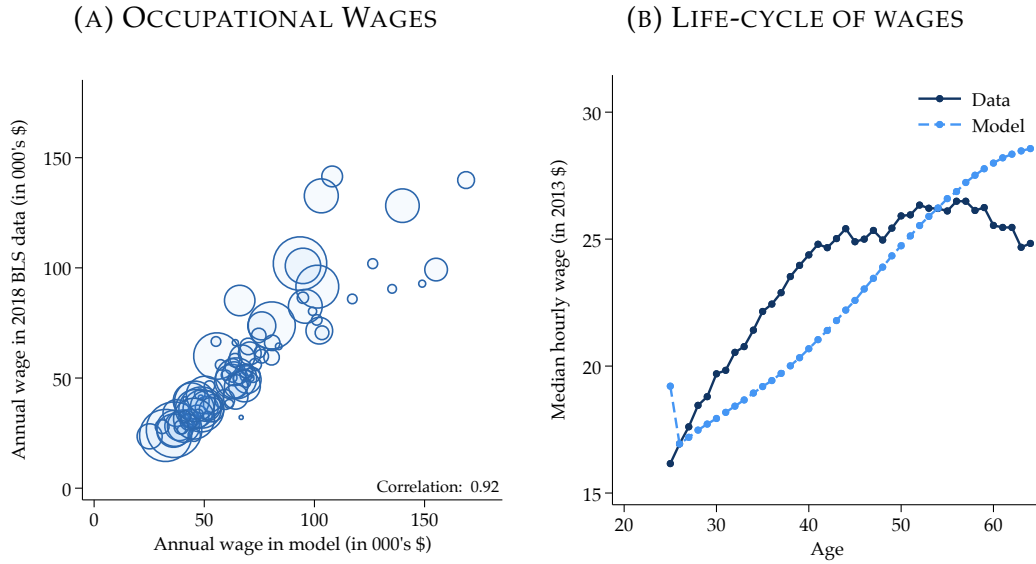 (A) OCCUPATIONAL WAGES
Annual wage in 2018 BLS data (in 000's $)
150
100
50
0
0 50 100 150
Correlation: 0.92
Annual wage in model (in 000's $)
(B) LIFE-CYCLE OF WAGES
Median hourly wage (in 2013 $)
30
25
20
15
20 30 40 50 60
Data
Model
Age